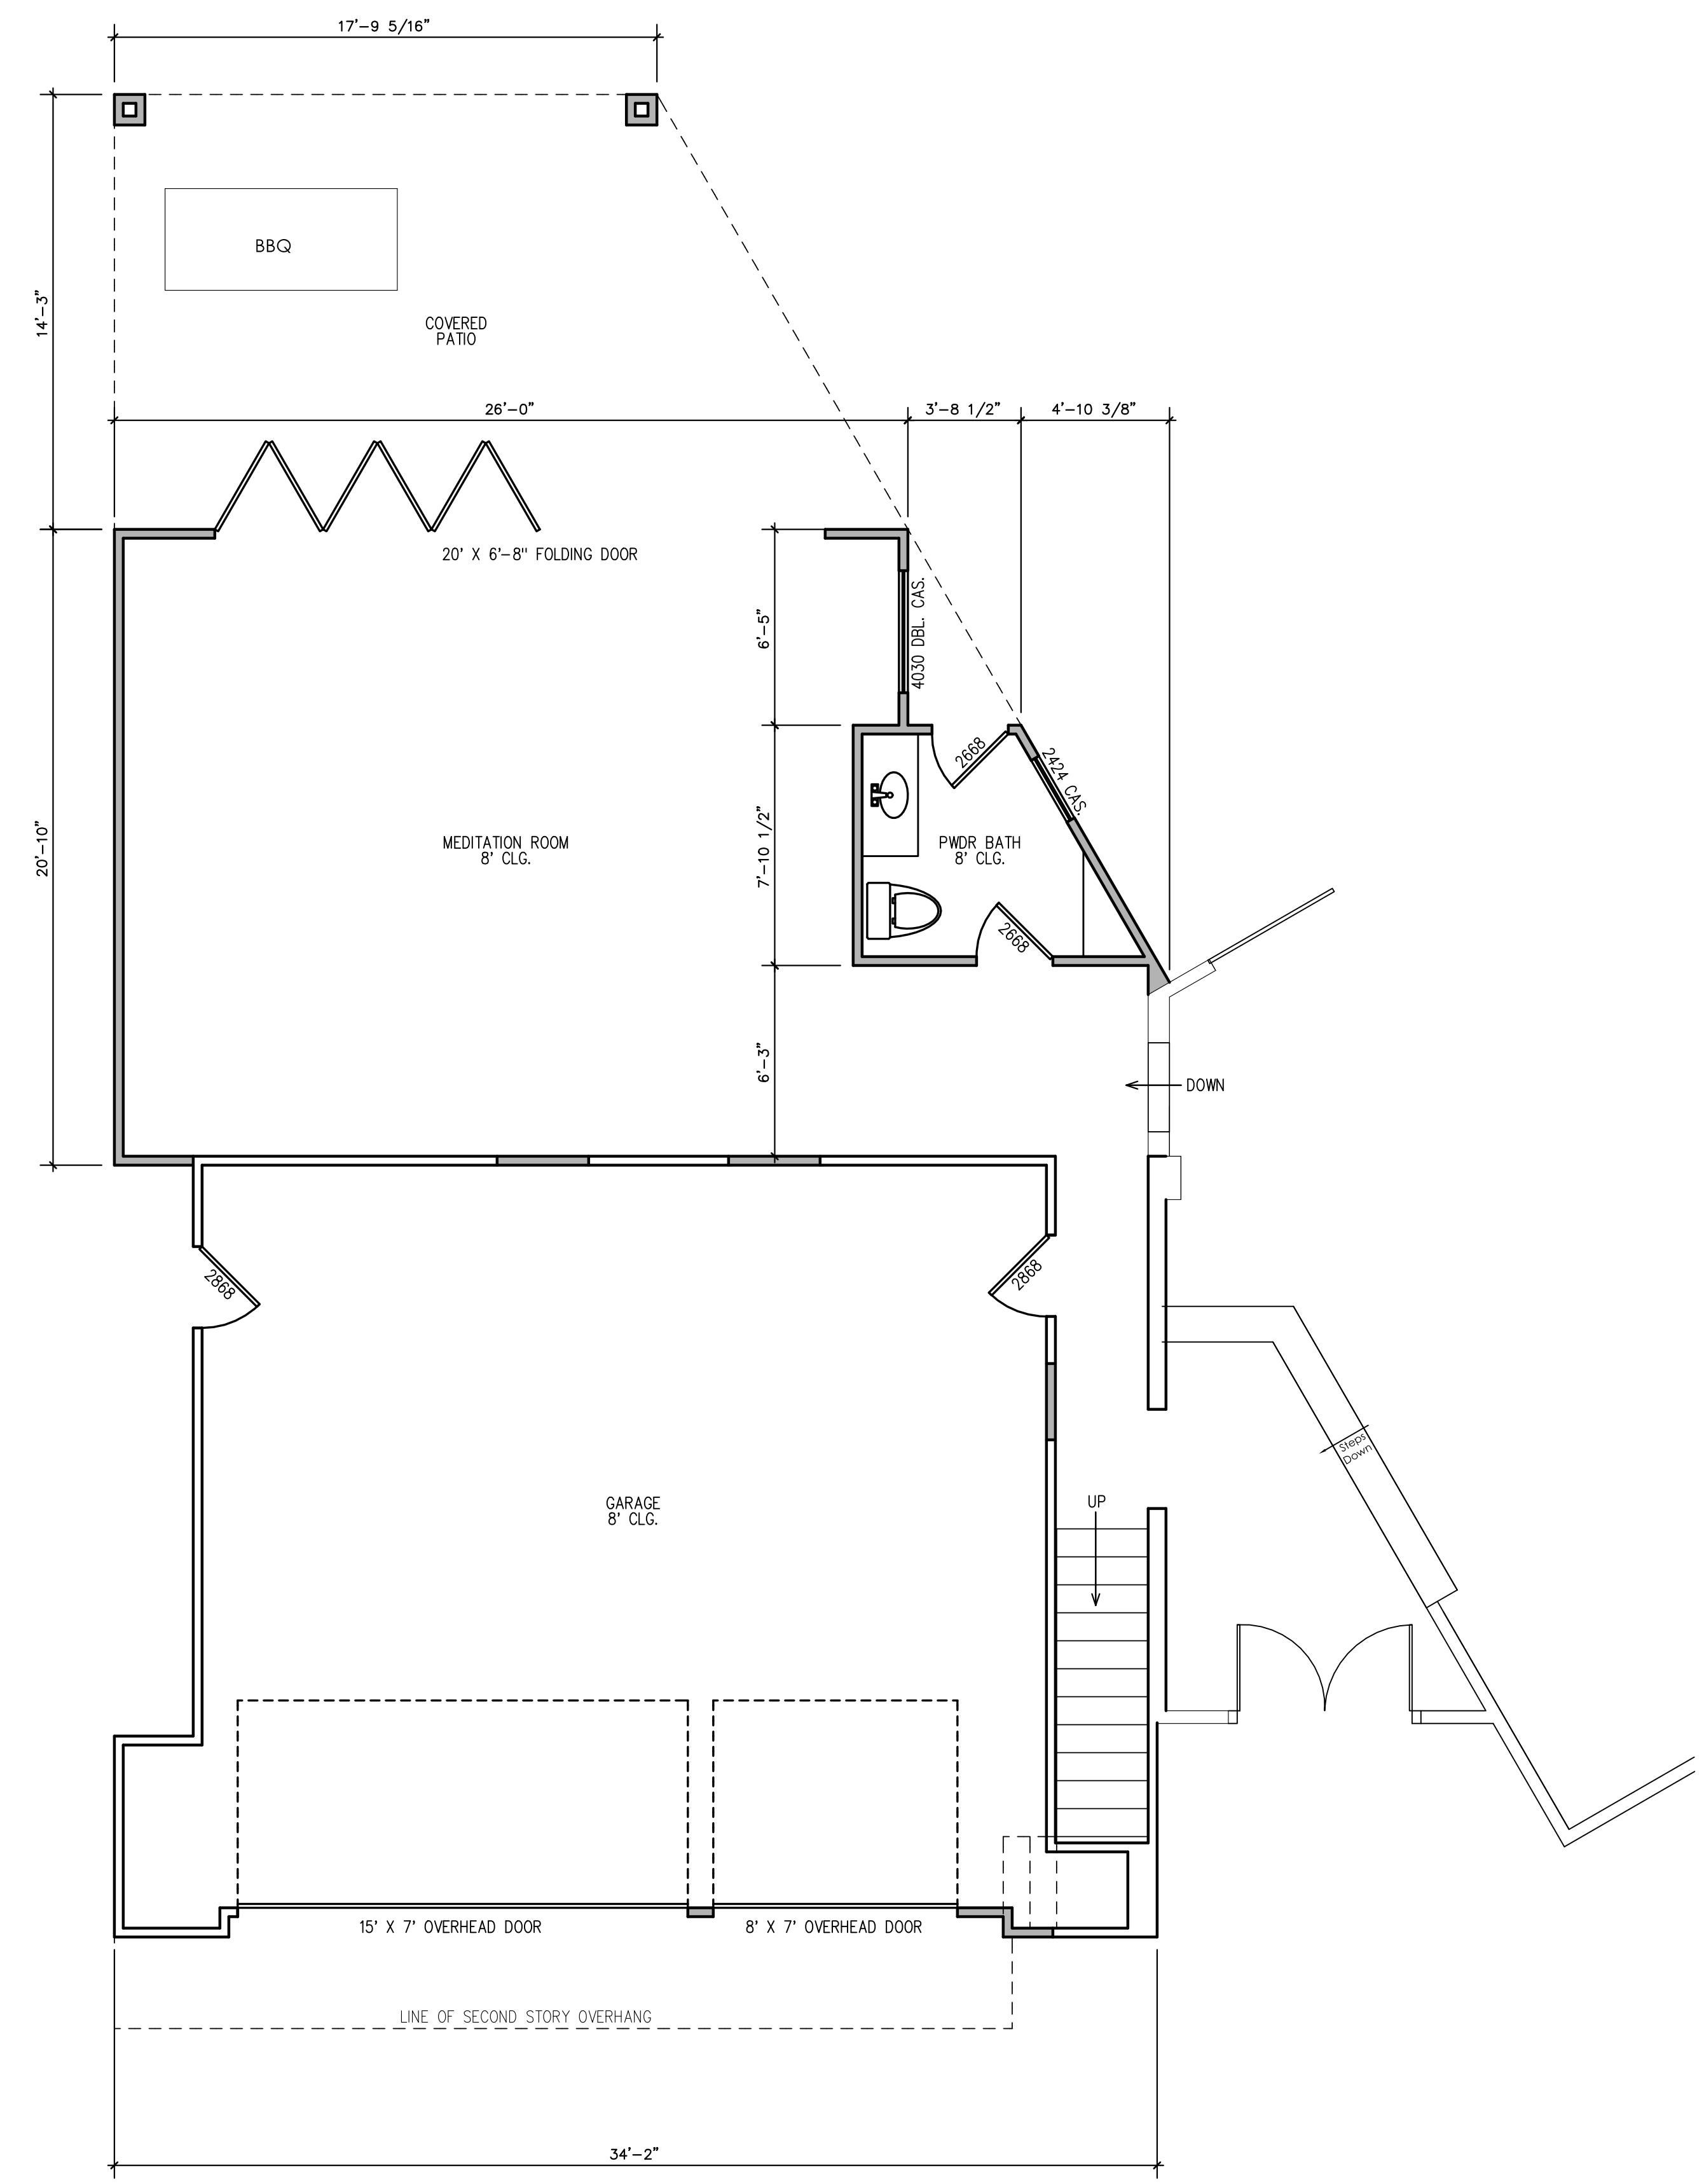 17'-9 5/16"
BBQ
14'-3"
COVERED
PATIO
26'-0"
3'-8 1/2"
4'-10 3/8"
20' X 6'-8" FOLDING DOOR
4030 DBL. CAS.
6'-5"
2668
2424 CAS.
20'-10"
MEDITATION ROOM
8' CLG.
7'-10 1/2"
PWDR BATH
8' CLG.
2668
6'-3"
DOWN
2868
2868
Steps
Down
GARAGE
8' CLG.
UP
15' X 7' OVERHEAD DOOR
8' X 7' OVERHEAD DOOR
LINE OF SECOND STORY OVERHANG
34'-2"